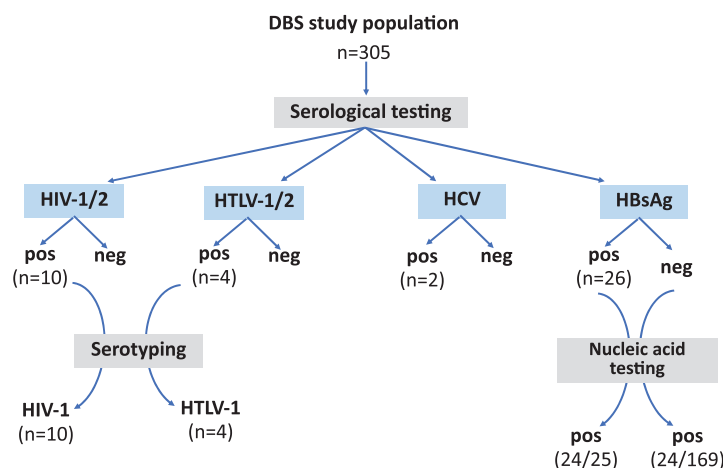 DBS study population
n=305
Serological testing
HIV-1/2
HTLV-1/2
HCV
HBsAg
pos
(n=10)
neg
pos
(n=4)
neg
pos
(n=2)
neg
pos
(n=26)
neg
Serotyping
Nucleic acid
testing
HIV-1
(n=10)
HTLV-1
(n=4)
pos
(24/25)
pos
(24/169)